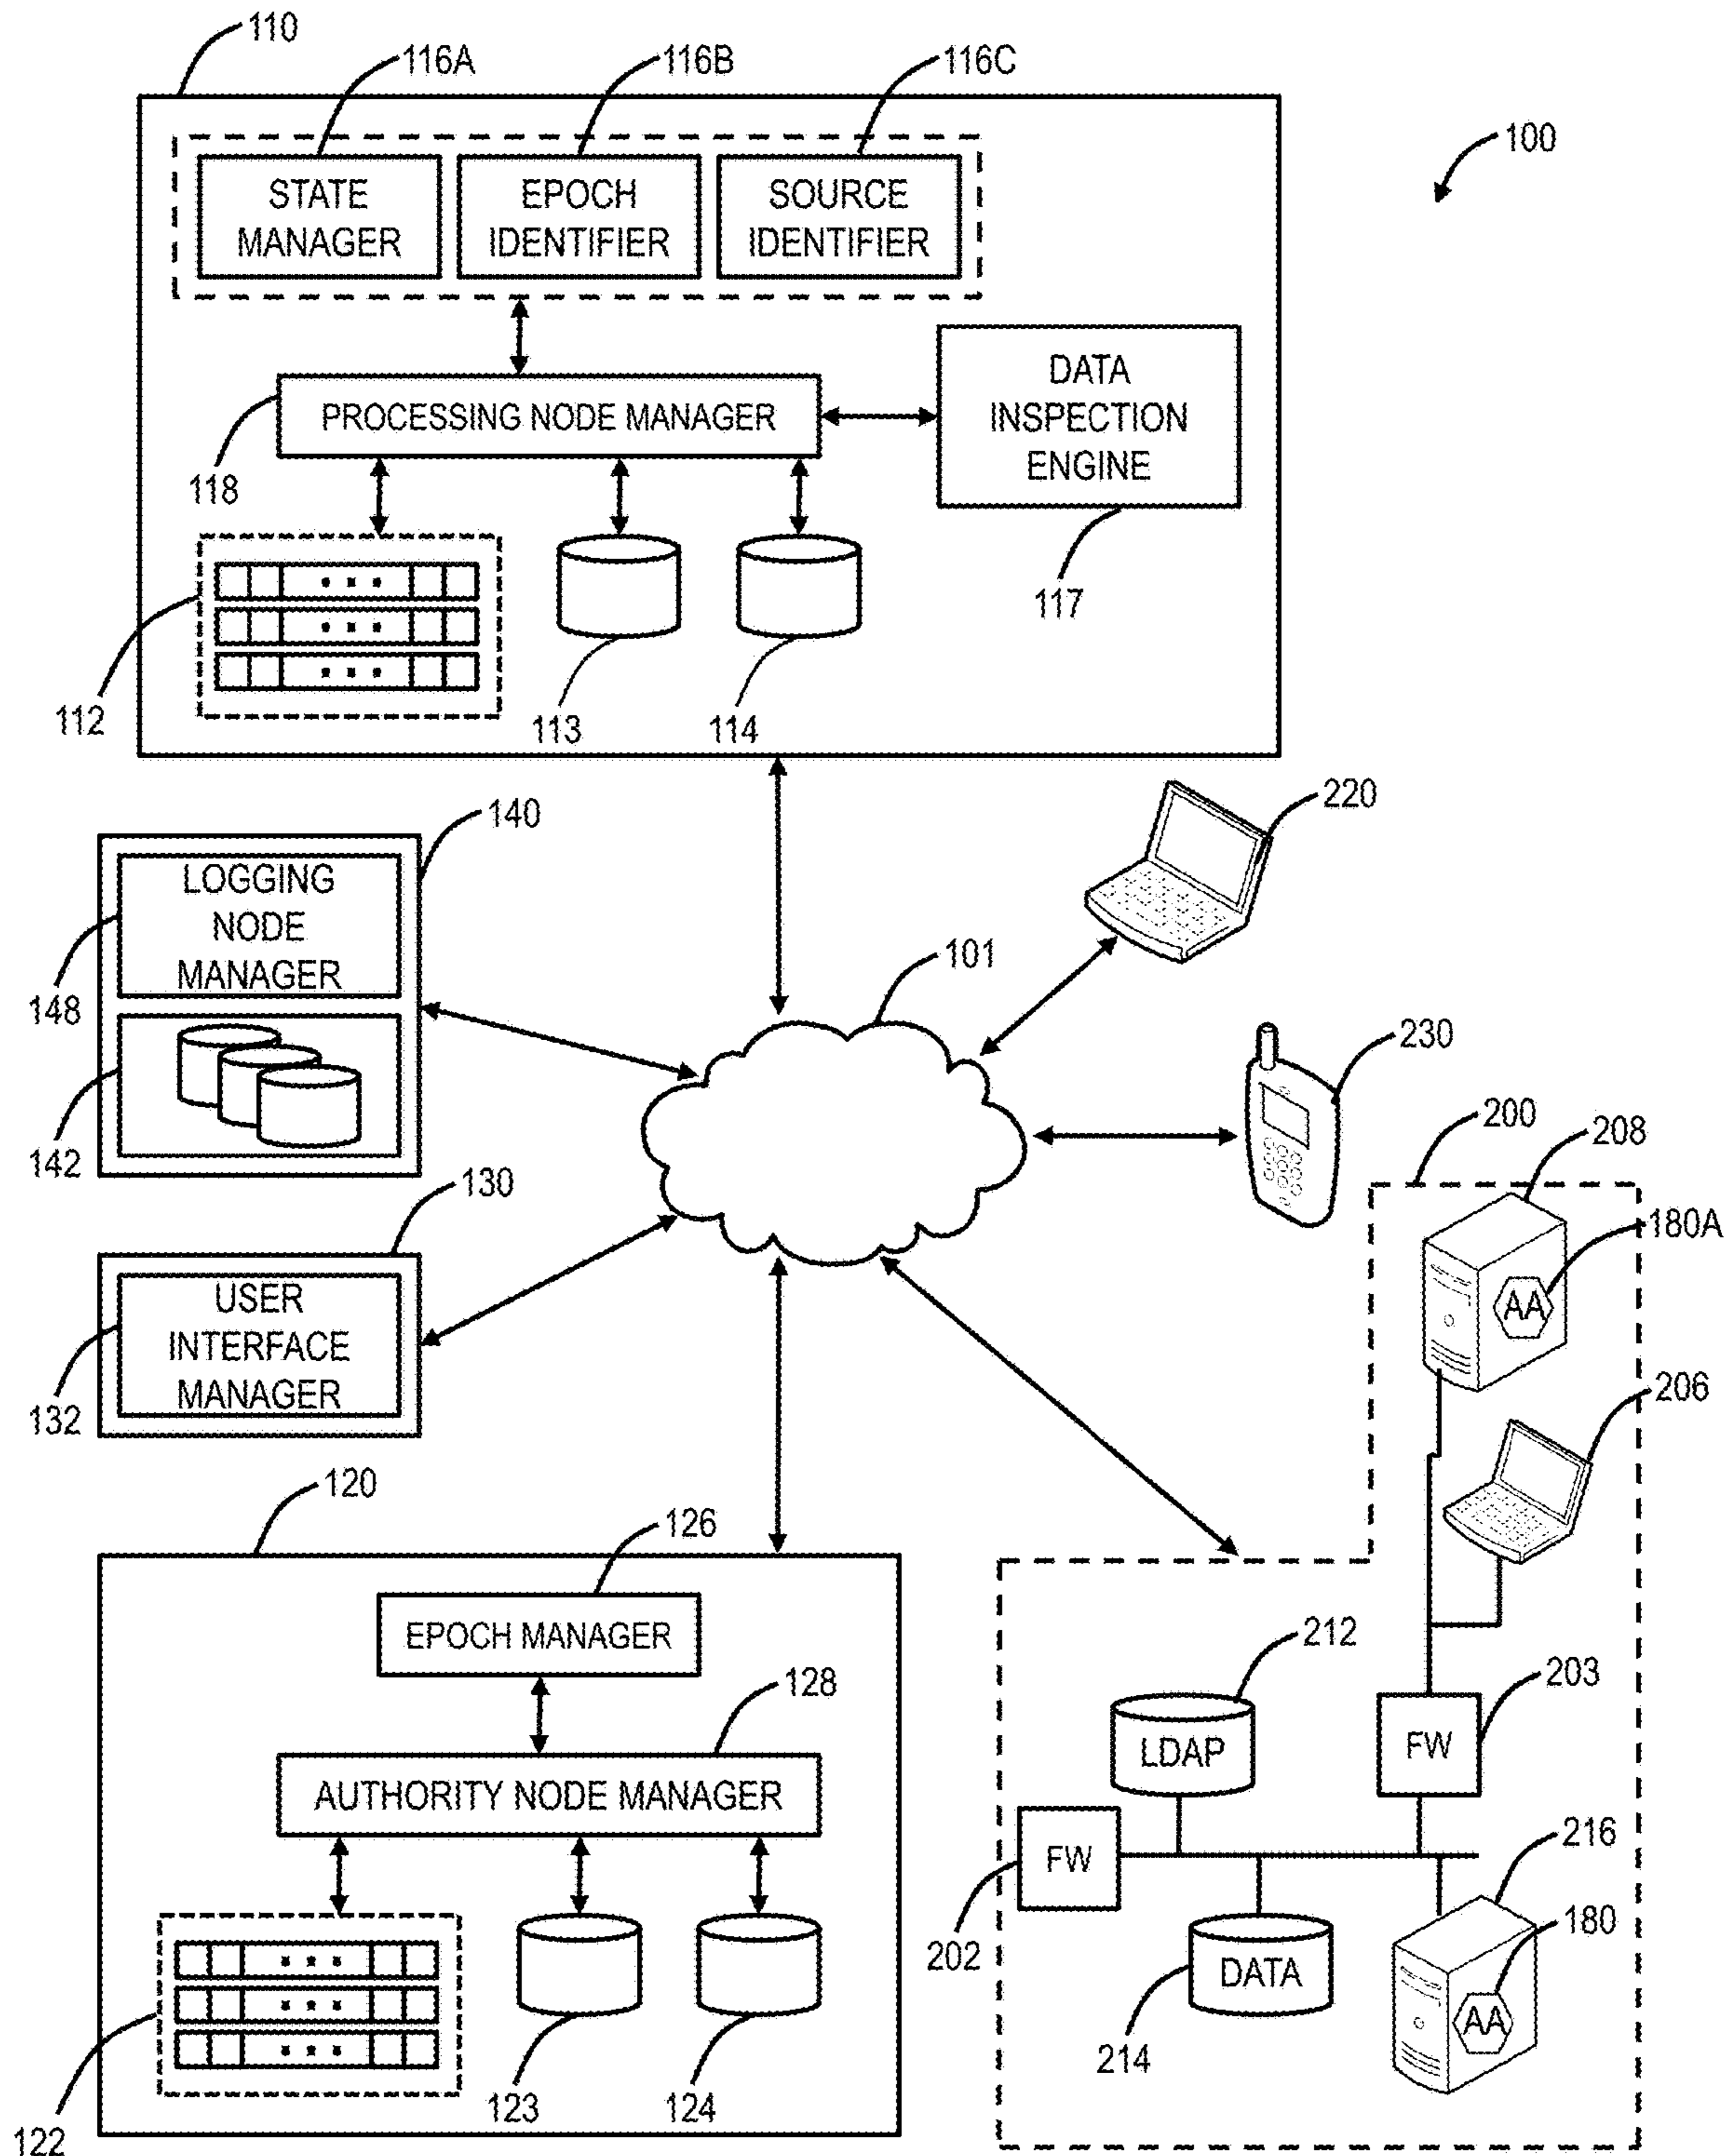 110
116A
116B
116C
100
STATE
MANAGER
EPOCH
IDENTIFIER
SOURCE
IDENTIFIER
DATA
INSPECTION
ENGINE
PROCESSING NODE MANAGER
118
117
112
113
114
140
220
LOGGING
NODE
MANAGER
148
101
142
230
200
208
180A
AA
130
USER
INTERFACE
MANAGER
132
206
120
126
EPOCH MANAGER
212
203
128
LDAP
FW
AUTHORITY NODE MANAGER
FW
216
180
202
DATA
AA
214
123
124
122